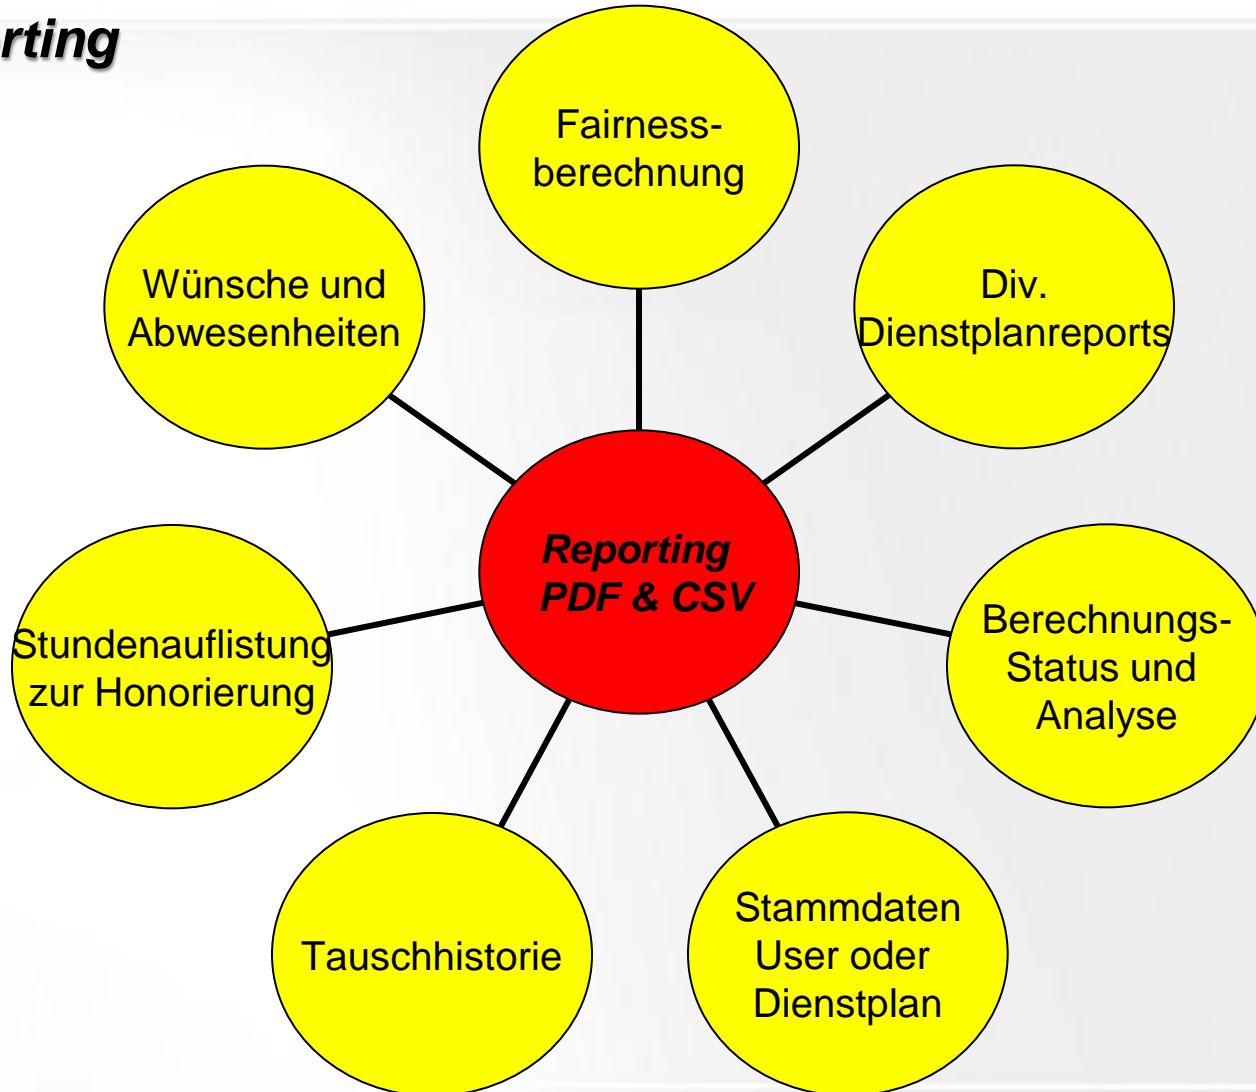 rting
Fairness-
berechnung
Wünsche und
Abwesenheiten
Div.
Dienstplanreports
Reporting
PDF & CSV
Stundenauflistung
zur Honorierung
Berechnungs-
Status und
Analyse
Tauschhistorie
Stammdaten
User oder
Dienstplan